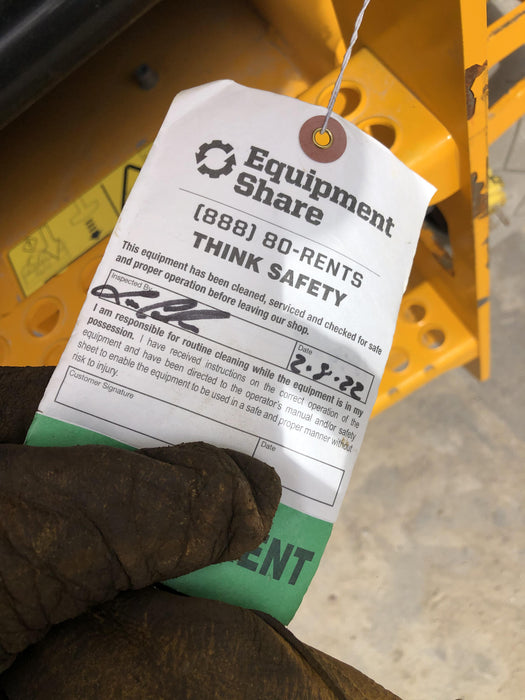 Equipment
Share
(888) 80-RENTS
THINK SAFETY
This equipment has been cleaned, serviced and checked for safe
and proper operation before leaving our shop.
Inspected By
Date
2.8.22
I am responsible for routine cleaning while the equipment is in my
possession. I have received instructions on the correct operation of the
equipment and have been directed to the operator's manual and/or safety
sheet to enable the equipment to be used in a safe and proper manner without
risk to injury.
Customer Signature
Date
ENT